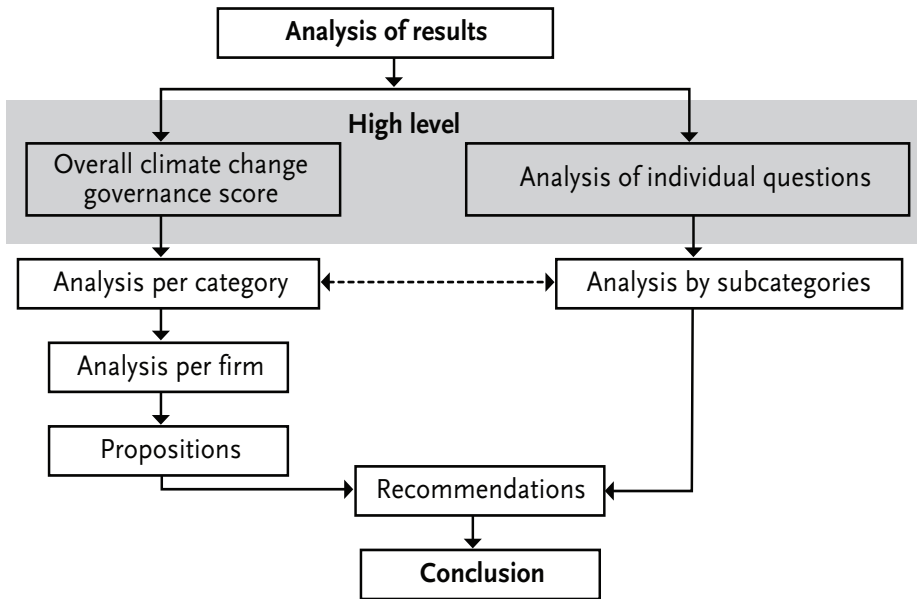 Analysis of results
High level
Overall climate change
governance score
Analysis of individual questions
Analysis per category
Analysis by subcategories
Analysis per firm
Propositions
Recommendations
Conclusion